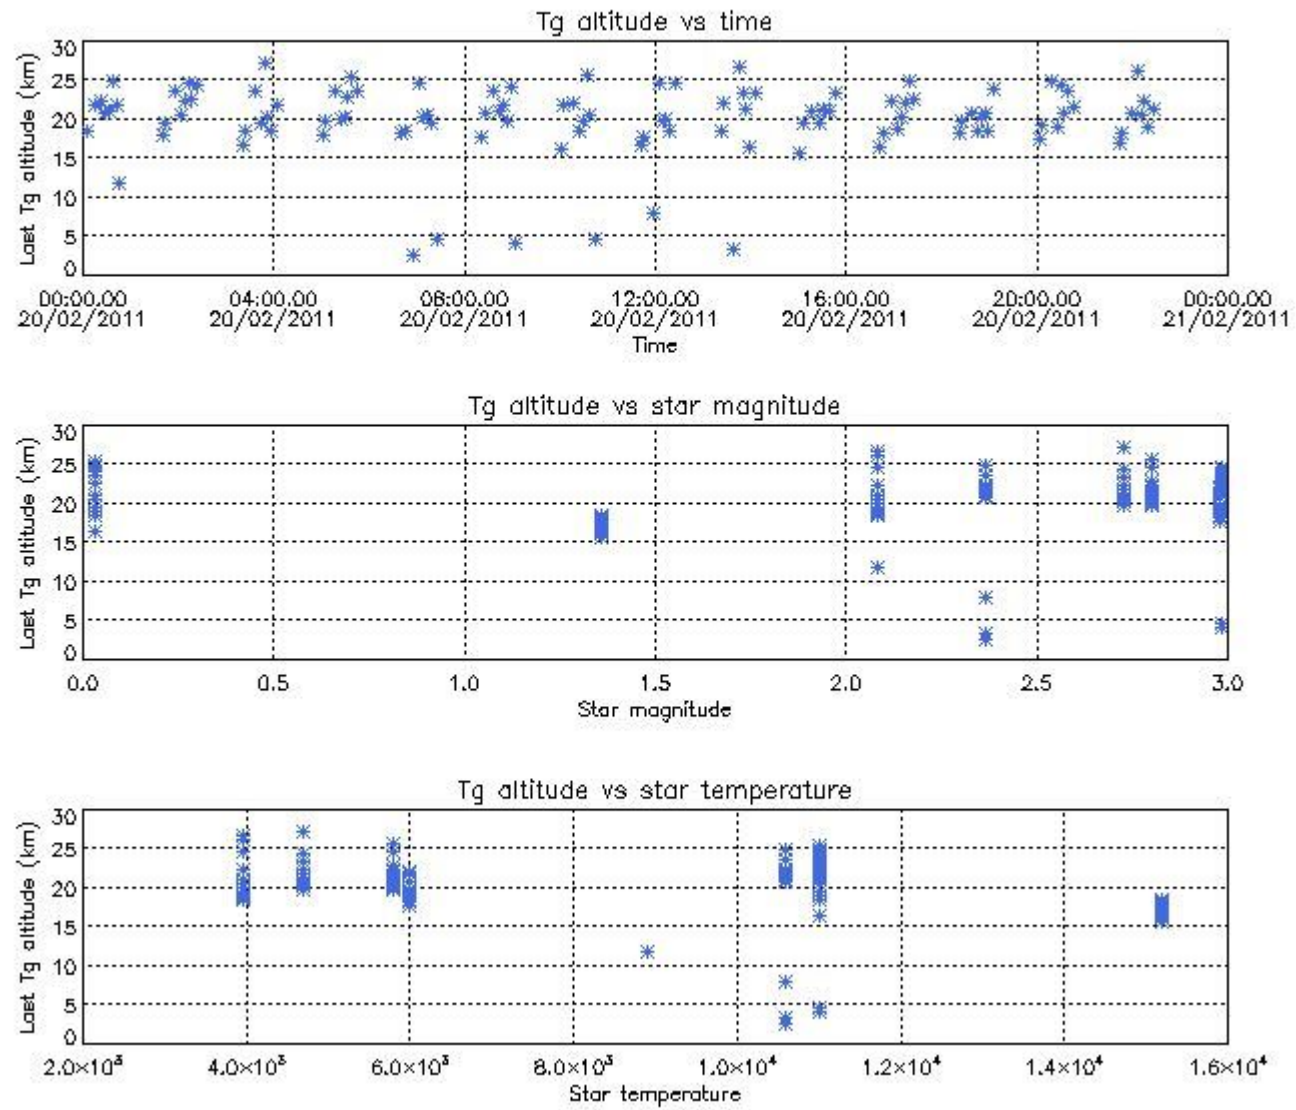 Tg altitude vs time
Last Tg altitude (km)
30
25
20
15
10
5
0
00:00.00 04:00.00 08:00.00 12:00.00 16:00.00 20:00.00 00:00.00
20/02/2011 20/02/2011 20/02/2011 20/02/2011 20/02/2011 20/02/2011 21/02/2011
Time
Tg altitude vs star magnitude
Last Tg altitude (km)
30
25
20
15
10
5
0
0.0 0.5 1.0 1.5 2.0 2.5 3.0
Star magnitude
Tg altitude vs star temperature
Last Tg altitude (km)
30
25
20
15
10
5
0
2.0×10³ 4.0×10³ 6.0×10³ 8.0×10³ 1.0×10⁴ 1.2×10⁴ 1.4×10⁴ 1.6×10⁴
Star temperature